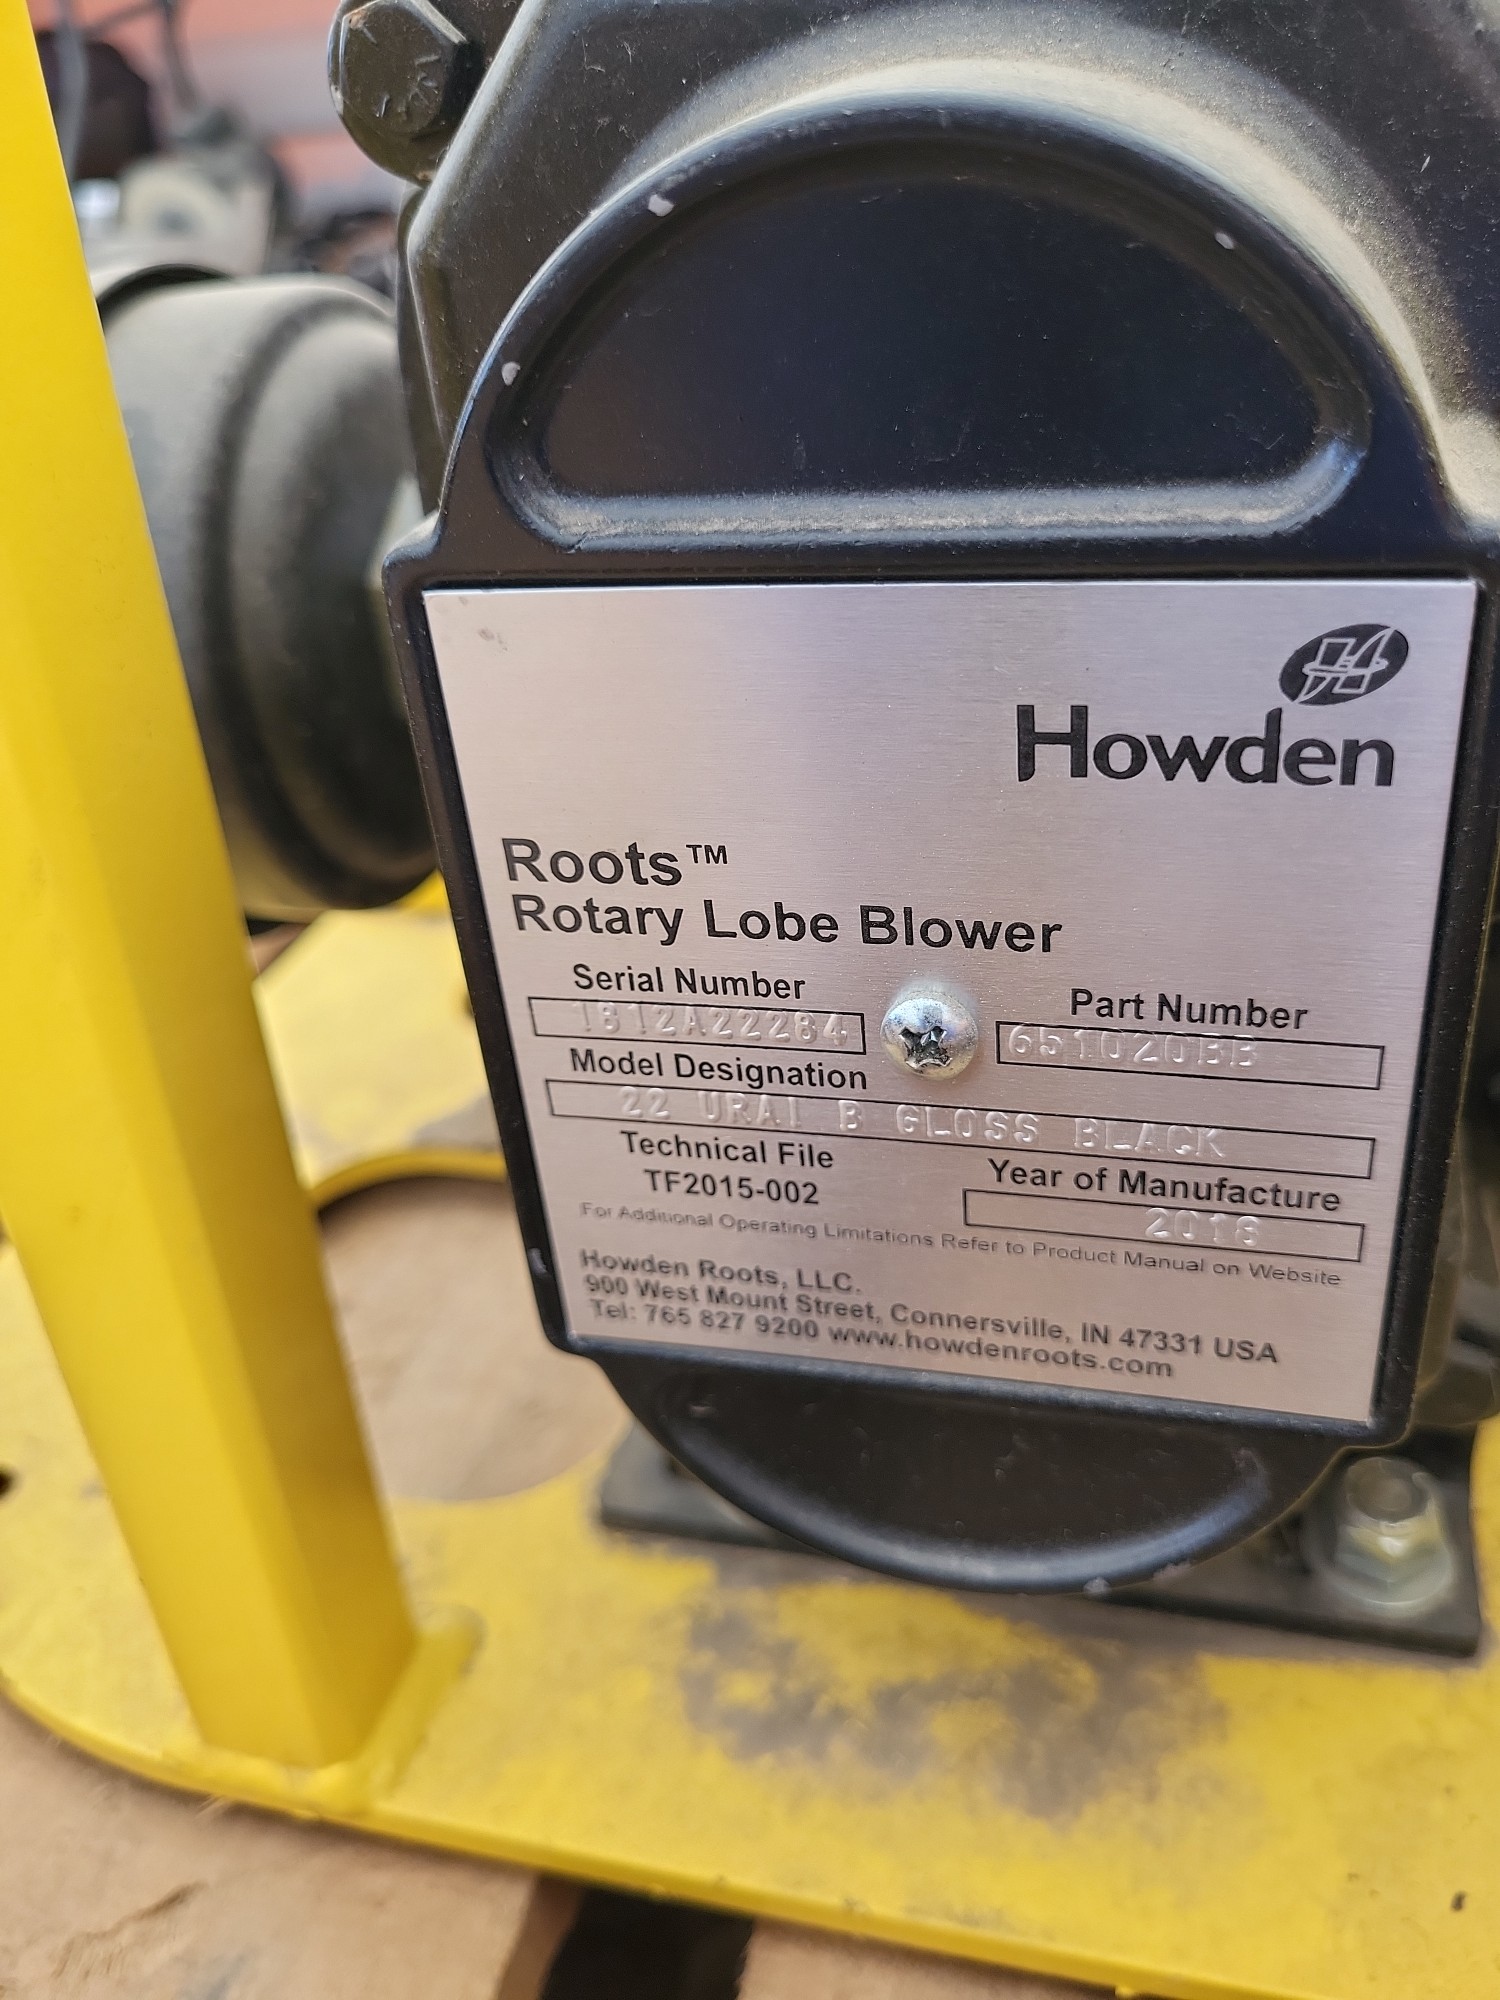 Howden
Roots™
Rotary Lobe Blower
Serial Number
1812A22284
Part Number
651020BB
Model Designation
22 URAI B GLOSS BLACK
Technical File
TF2015-002
Year of Manufacture
2018
For Additional Operating Limitations Refer to Product Manual on Website
Howden Roots, LLC.
900 West Mount Street, Connersville, IN 47331 USA
Tel: 765 827 9200 www.howdenroots.com